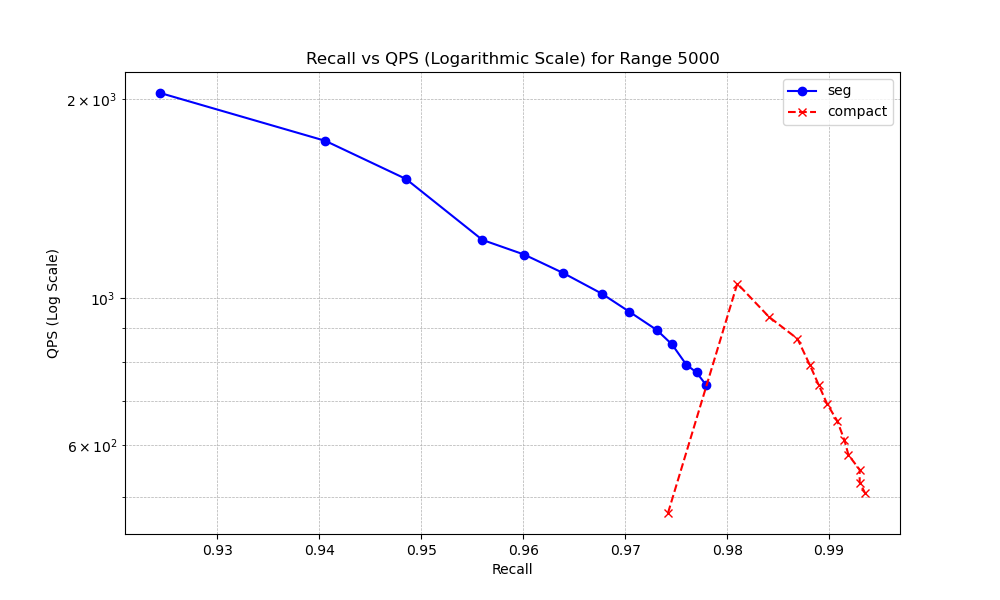 Recall vs QPS (Logarithmic Scale) for Range 5000
seg
compact
2 × 10³
10³
6 × 10²
QPS (Log Scale)
0.93 0.94 0.95 0.96 0.97 0.98 0.99
Recall